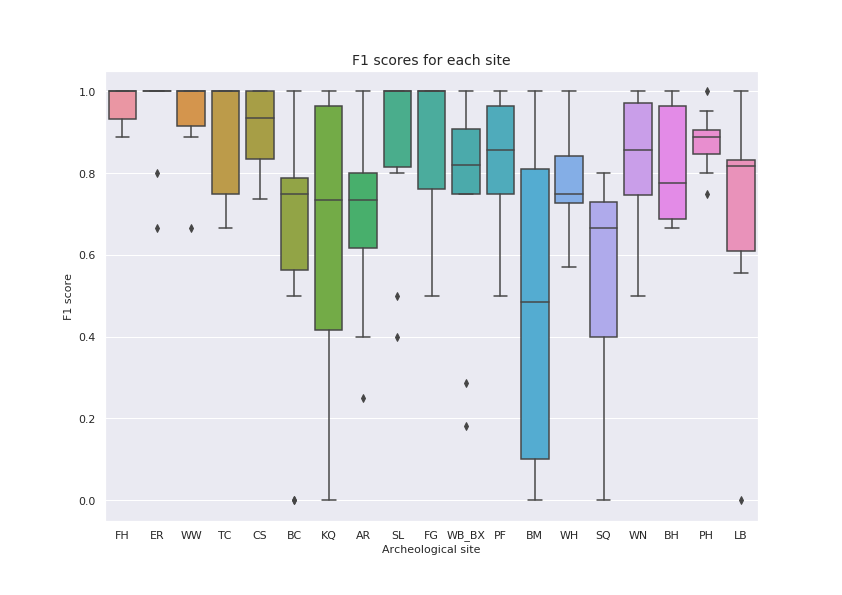 F1 scores for each site
1.0
0.8
0.6
0.4
0.2
0.0
F1 score
FH ER WW TC CS BC KQ AR SL FG WB_BX PF BM WH SQ WN BH PH LB
Archeological site